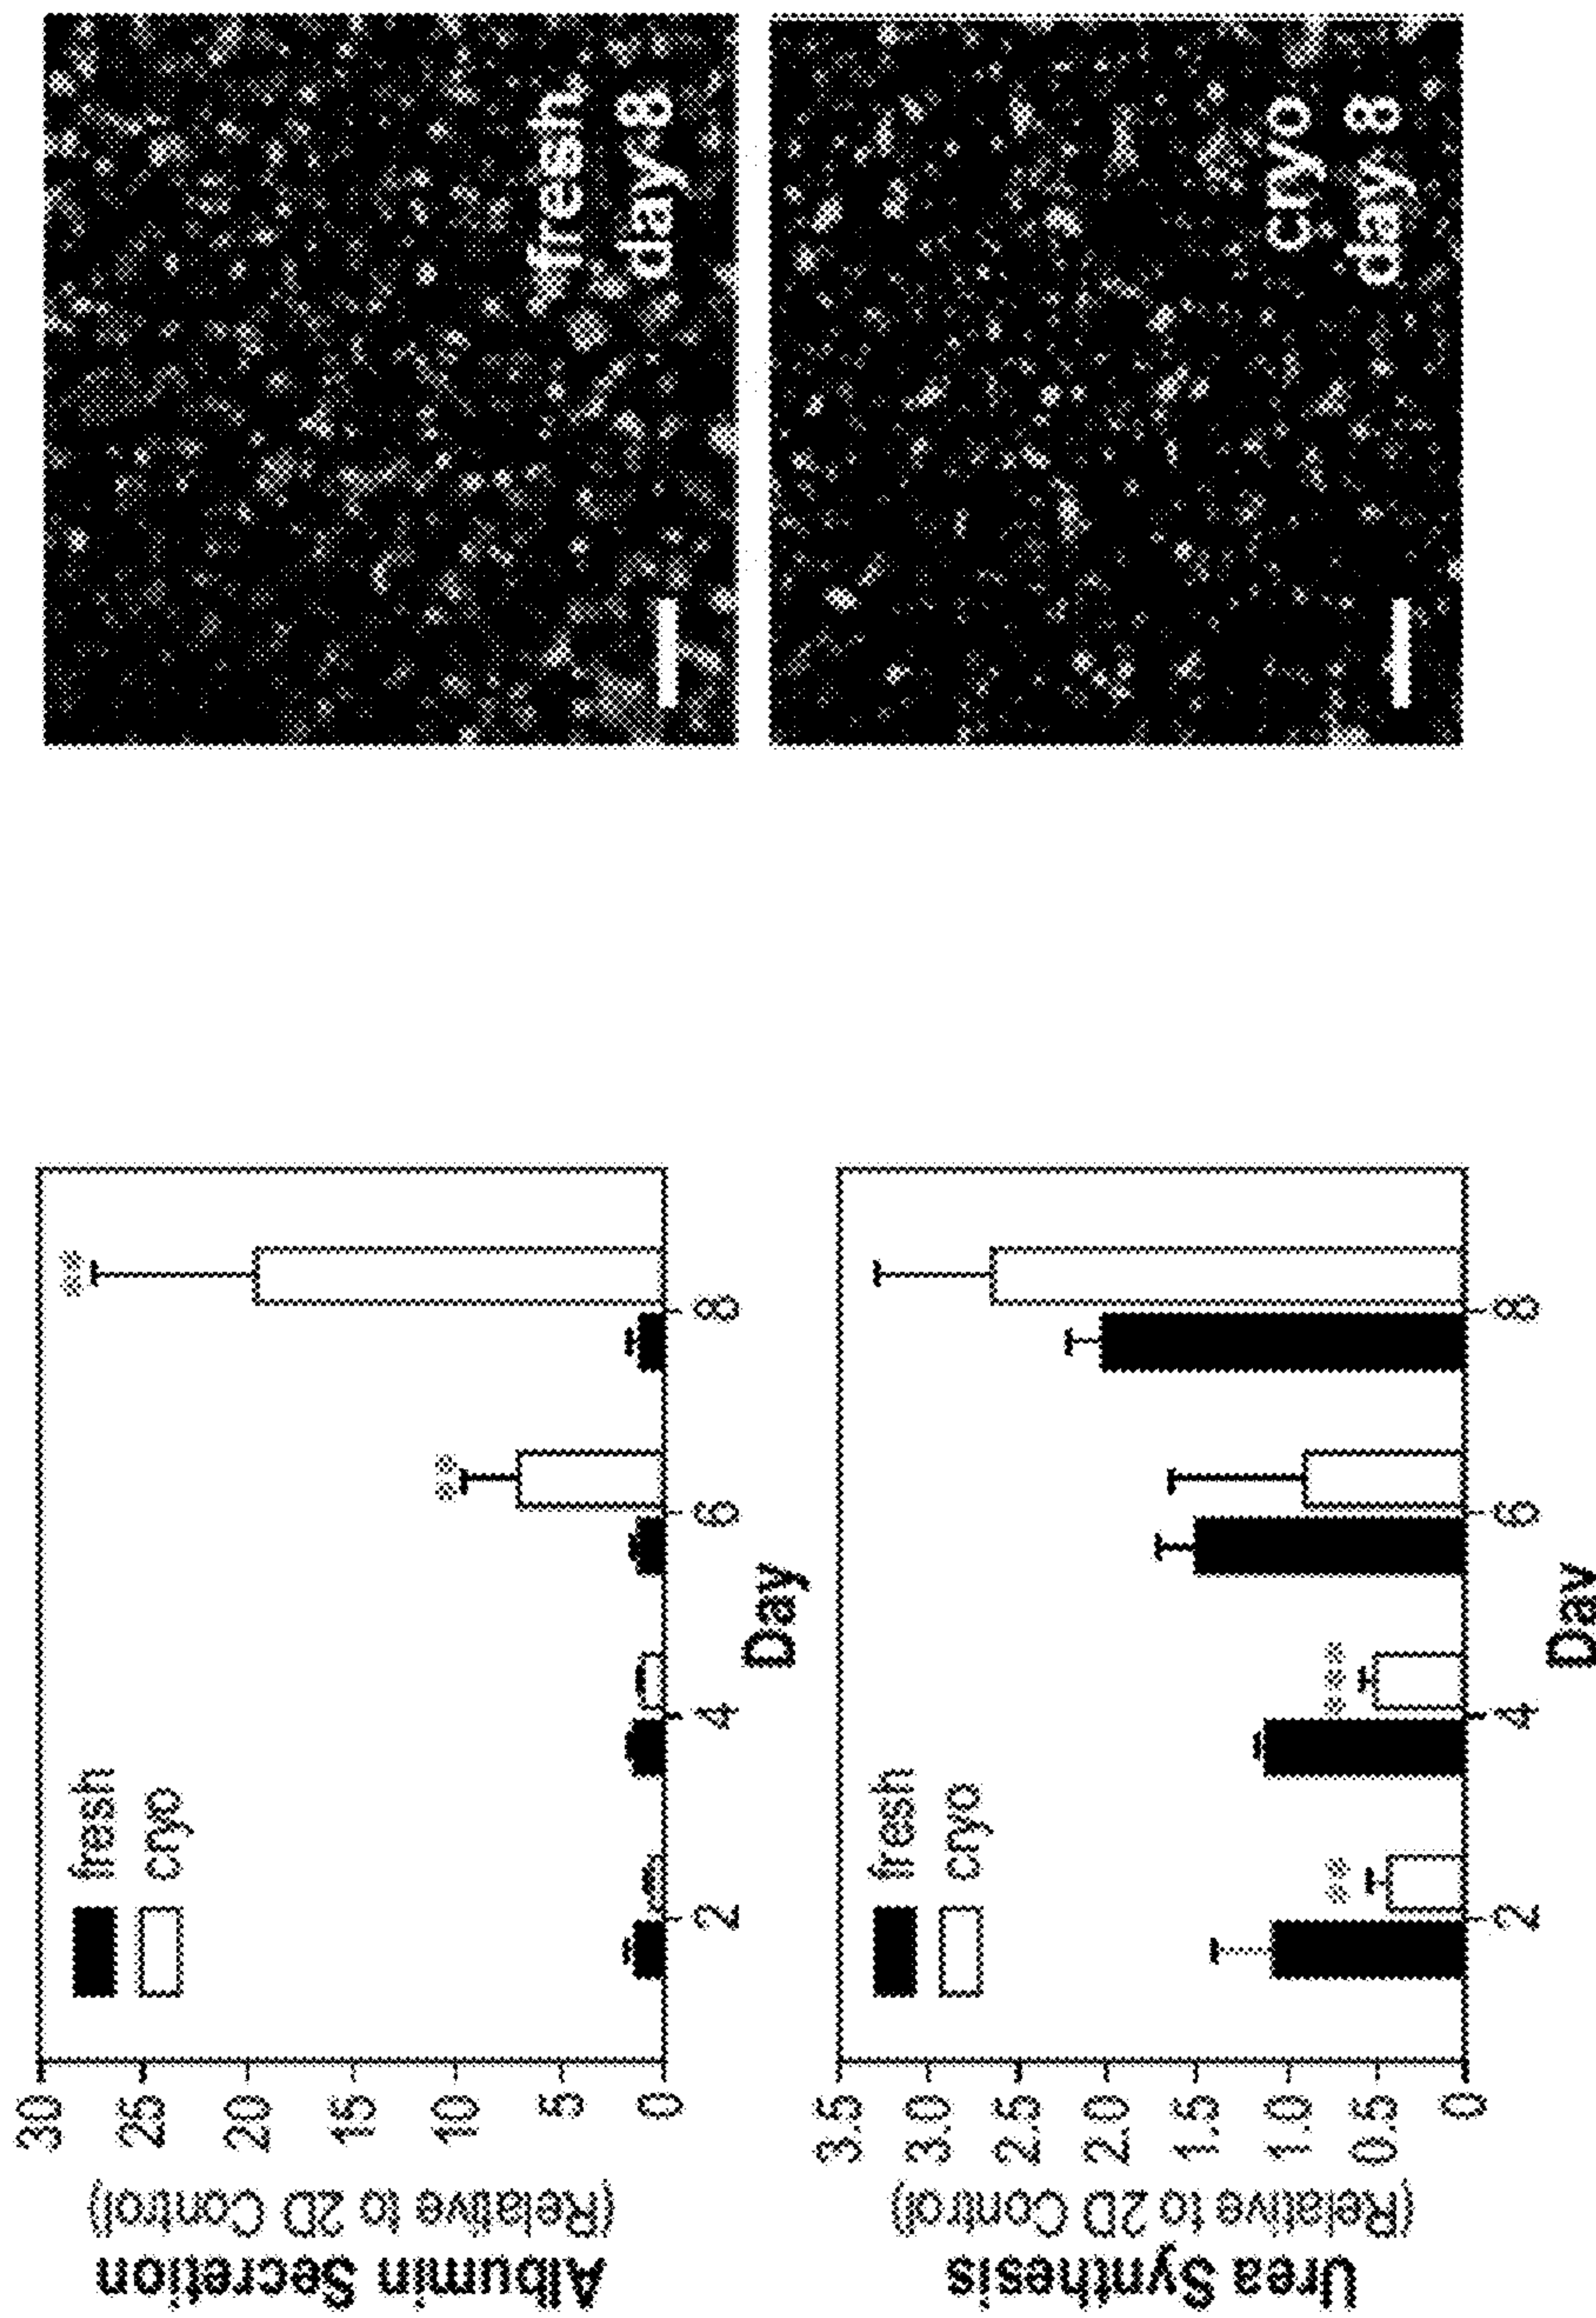 Albumin Secretion
(Relative to 2D Control)
30
25
20
15
10
5
0
fresh
cryo
**
**
2
4
6
8
Day
fresh
day 8
Urea Synthesis
(Relative to 2D Control)
3.5
3.0
2.5
2.0
1.5
1.0
0.5
0
fresh
cryo
**
***
2
4
6
8
Day
cryo
day 8